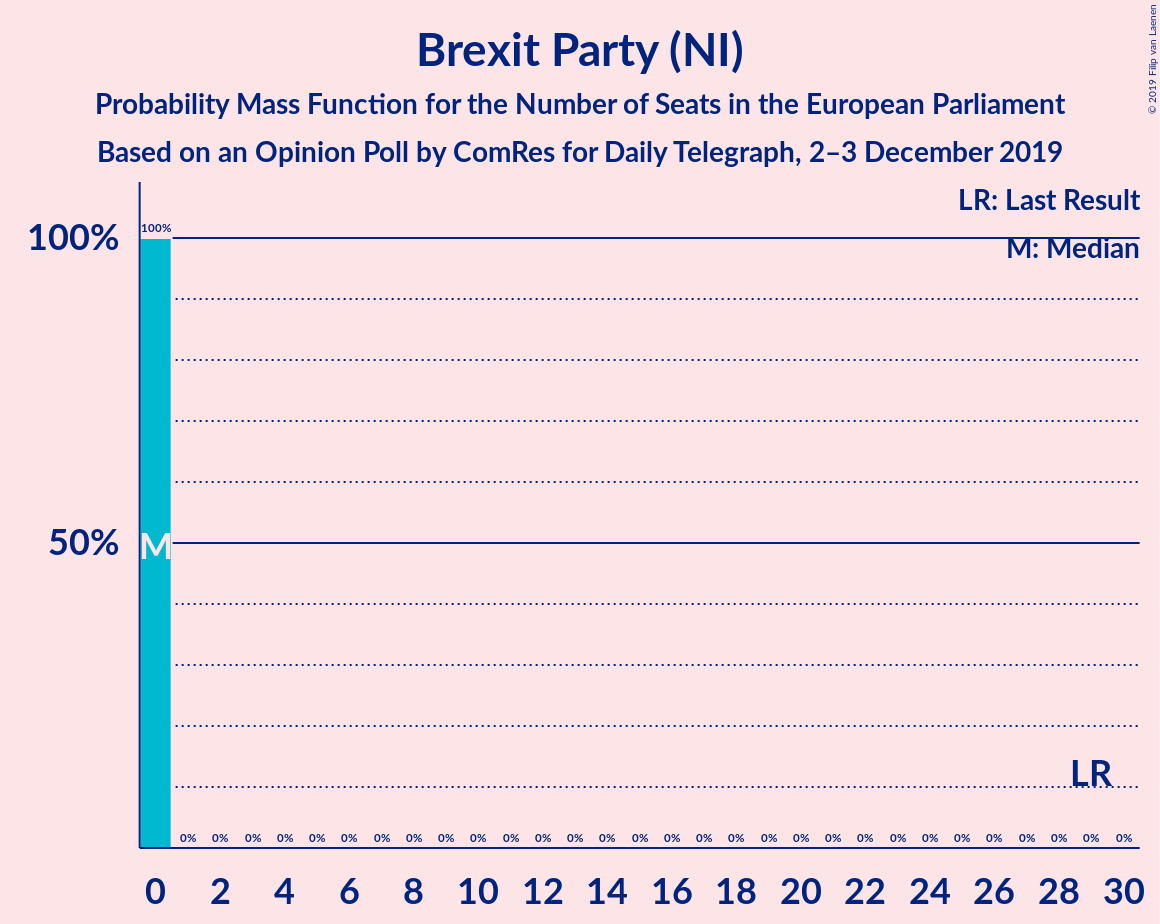 Brexit Party (NI)
Probability Mass Function for the Number of Seats in the European Parliament
Based on an Opinion Poll by ComRes for Daily Telegraph, 2–3 December 2019
© 2019 Filip van Laenen
LR: Last Result
M: Median
100%
100%
50%
M
LR
0% 0% 0% 0% 0% 0% 0% 0% 0% 0% 0% 0% 0% 0% 0% 0% 0% 0% 0% 0% 0% 0% 0% 0% 0% 0% 0% 0% 0% 0%
0 2 4 6 8 10 12 14 16 18 20 22 24 26 28 30